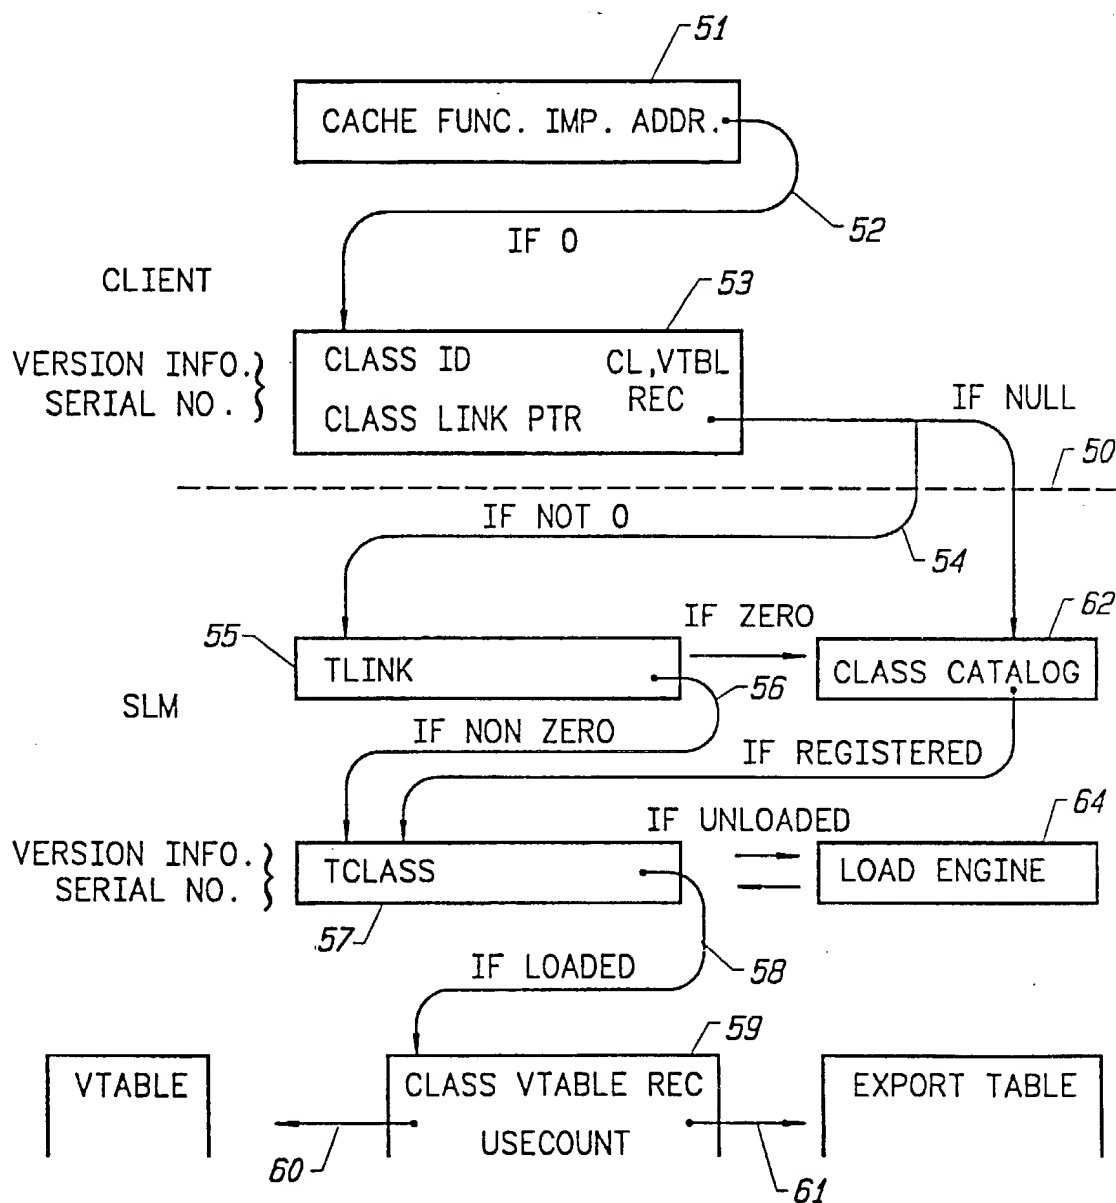 51
CACHE FUNC. IMP. ADDR.
52
IF 0
CLIENT
53
VERSION INFO.
SERIAL NO.
CLASS ID
CL,VTBL
REC
CLASS LINK PTR
IF NULL
50
IF NOT 0
54
62
IF ZERO
55
TLINK
CLASS CATALOG
56
SLM
IF NON ZERO
IF REGISTERED
64
IF UNLOADED
VERSION INFO.
SERIAL NO.
TCLASS
LOAD ENGINE
57
58
IF LOADED
59
VTABLE
CLASS VTABLE REC
EXPORT TABLE
USECOUNT
60
61